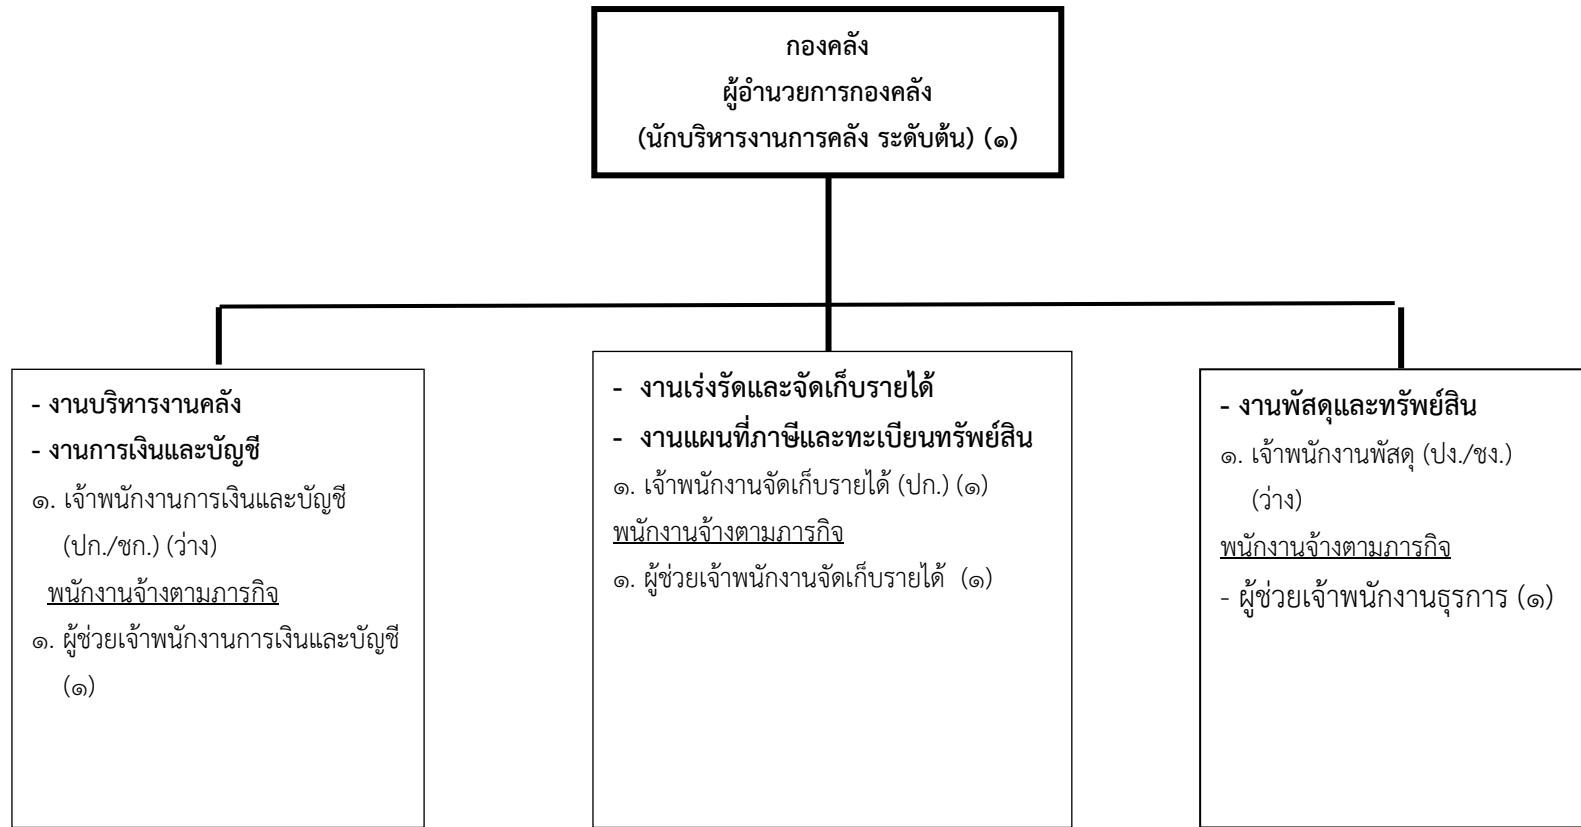 กองคลัง
ผู้อำนวยการกองคลัง
(นักบริหารงานการคลัง ระดับต้น) (๑)
- งานบริหารงานคลัง
- งานการเงินและบัญชี
๑. เจ้าพนักงานการเงินและบัญชี
(ปก./ชก.) (ว่าง)
พนักงานจ้างตามภารกิจ
๑. ผู้ช่วยเจ้าพนักงานการเงินและบัญชี
(๑)
- งานเร่งรัดและจัดเก็บรายได้
- งานแผนที่ภาษีและทะเบียนทรัพย์สิน
๑. เจ้าพนักงานจัดเก็บรายได้ (ปก.) (๑)
พนักงานจ้างตามภารกิจ
๑. ผู้ช่วยเจ้าพนักงานจัดเก็บรายได้ (๑)
- งานพัสดุและทรัพย์สิน
๑. เจ้าพนักงานพัสดุ (ปง./ชง.)
(ว่าง)
พนักงานจ้างตามภารกิจ
- ผู้ช่วยเจ้าพนักงานธุรการ (๑)